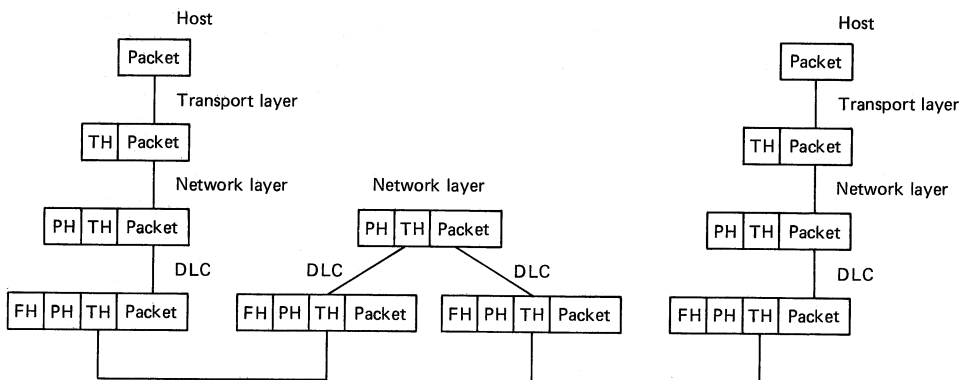 Host Host
Packet Packet
Transport layer Transport layer
TH Packet TH Packet
Network layer Network layer Network layer
PH TH Packet PH TH Packet PH TH Packet
DLC DLC DLC DLC
FH PH TH Packet FH PH TH Packet FH PH TH Packet FH PH TH Packet